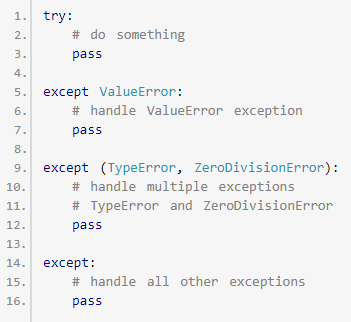 1. try:
2.     # do something
3.     pass
4.
5. except ValueError:
6.     # handle ValueError exception
7.     pass
8.
9. except (TypeError, ZeroDivisionError):
10.     # handle multiple exceptions
11.     # TypeError and ZeroDivisionError
12.     pass
13.
14. except:
15.     # handle all other exceptions
16.     pass